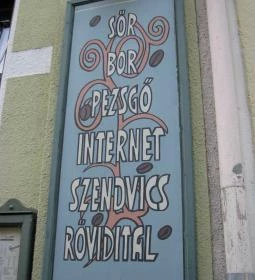 SÖR
BOR
PEZSGŐ
INTERNET
SZENDVICS
RÖVIDITAL